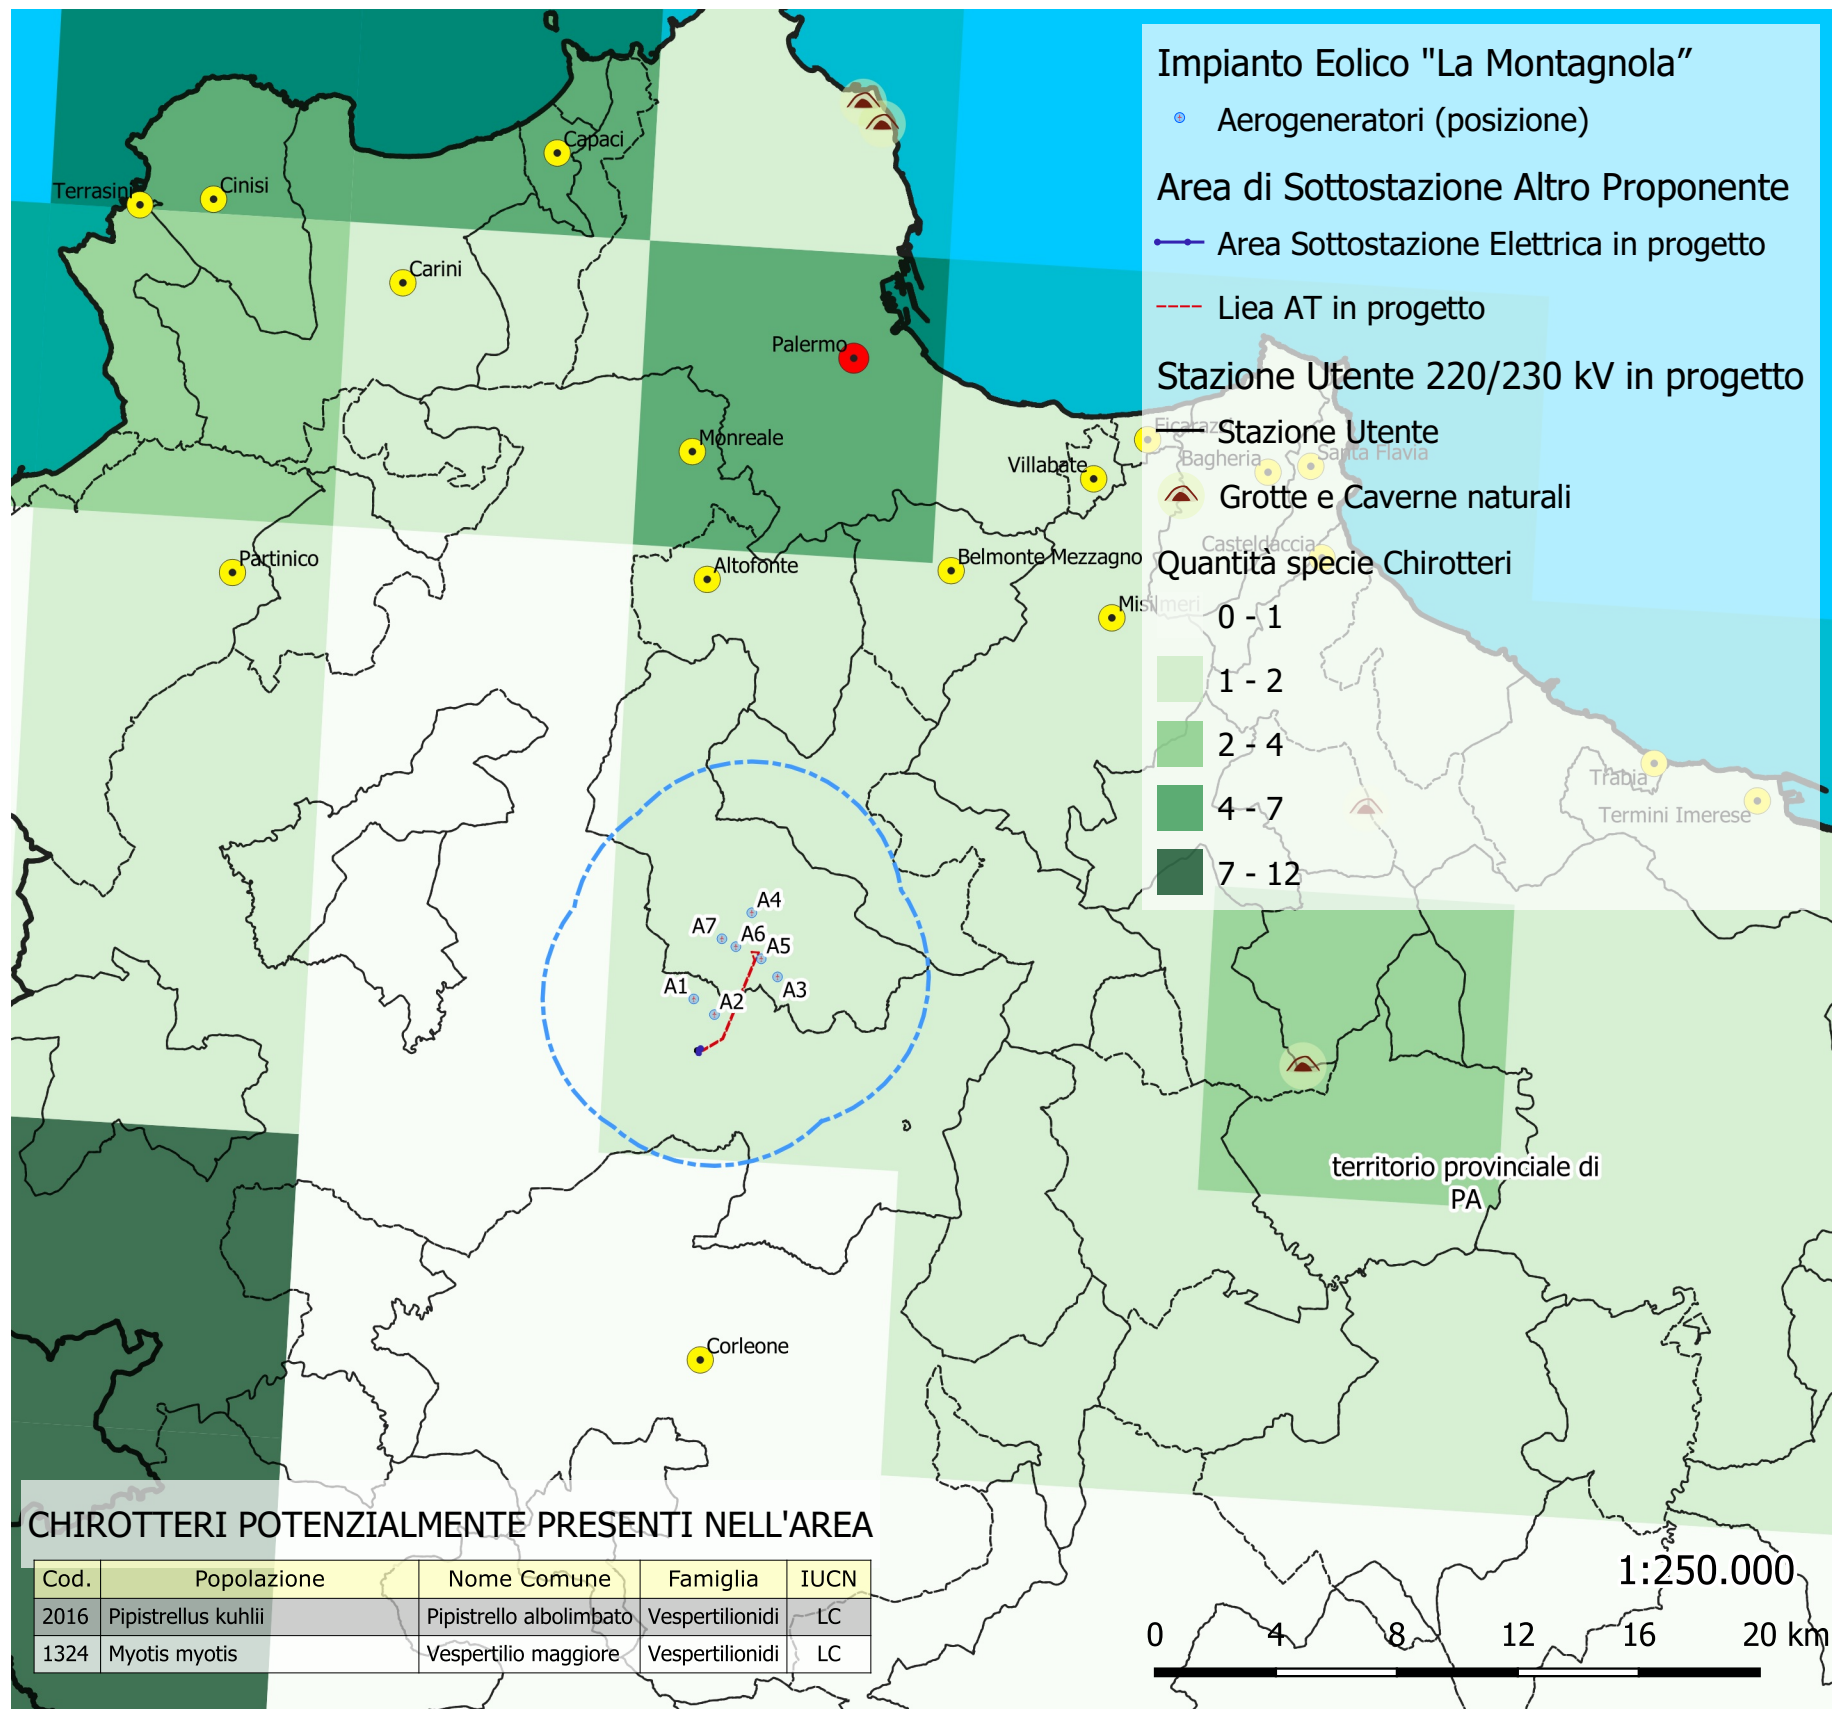 Impianto Eolico "La Montagnola”
Aerogeneratori (posizione)
Area di Sottostazione Altro Proponente
Area Sottostazione Elettrica in progetto
Liea AT in progetto
Stazione Utente 220/230 kV in progetto
Stazione Utente
Grotte e Caverne naturali
Quantità specie Chirotteri
0 - 1
1 - 2
2 - 4
4 - 7
7 - 12
Capaci
Terrasini
Cinisi
Carini
Palermo
Monreale
Villabate
Ficarazzi
Bagheria
Santa Flavia
Casteldaccia
Partinico
Altofonte
Belmonte Mezzagno
Misilmeri
Trabia
Termini Imerese
A4
A7
A6
A5
A3
A1
A2
territorio provinciale di
PA
Corleone
CHIROTTERI POTENZIALMENTE PRESENTI NELL'AREA
Cod. Popolazione Nome Comune Famiglia IUCN
2016 Pipistrellus kuhlii Pipistrello albolimbato Vespertilionidi LC
1324 Myotis myotis Vespertilio maggiore Vespertilionidi LC
1:250.000
0 4 8 12 16 20 km